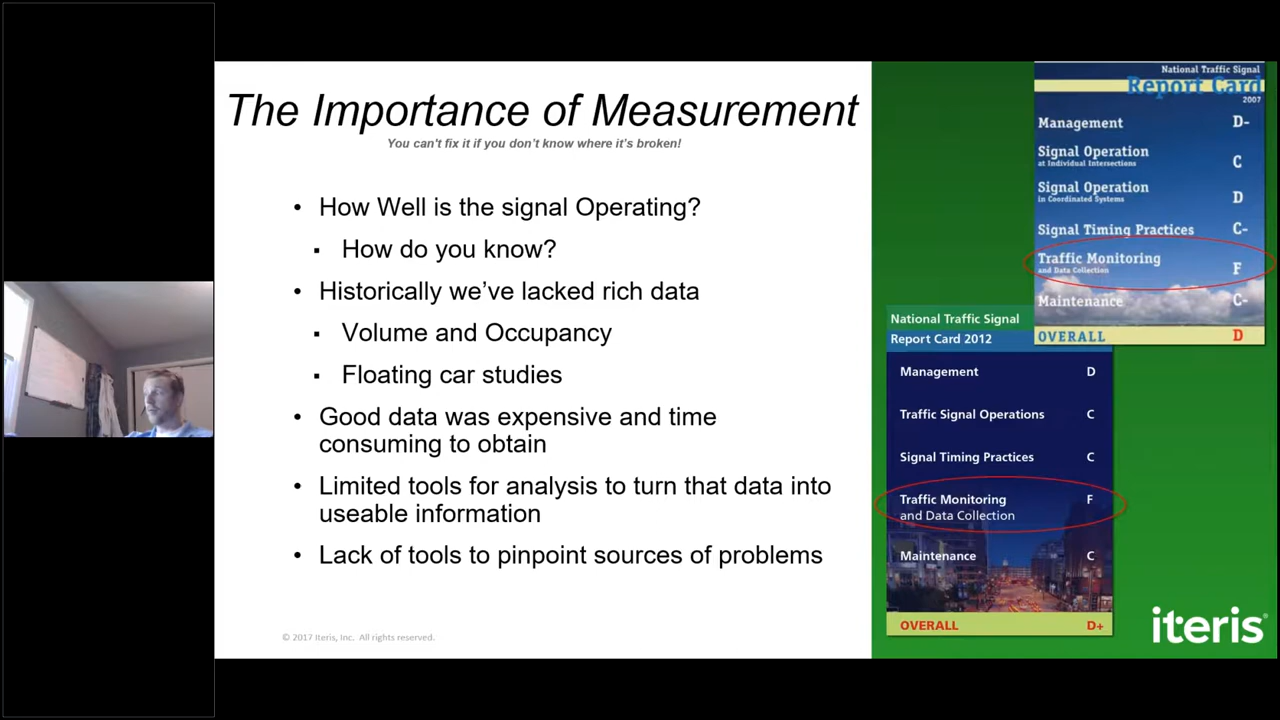 The Importance of Measurement
You can't fix it if you don't know where it's broken!
• How Well is the signal Operating?
▪ How do you know?
• Historically we've lacked rich data
▪ Volume and Occupancy
▪ Floating car studies
• Good data was expensive and time
consuming to obtain
• Limited tools for analysis to turn that data into
useable information
• Lack of tools to pinpoint sources of problems
© 2017 Iteris, Inc. All rights reserved.
National Traffic Signal
Report Card
2007
Management D-
Signal Operation
at Individual Intersections C
Signal Operation
in Coordinated Systems D
Signal Timing Practices C-
Traffic Monitoring
and Data Collection F
Maintenance C-
OVERALL D
National Traffic Signal
Report Card 2012
Management D
Traffic Signal Operations C
Signal Timing Practices C
Traffic Monitoring F
and Data Collection
Maintenance C
OVERALL D+
iteris®